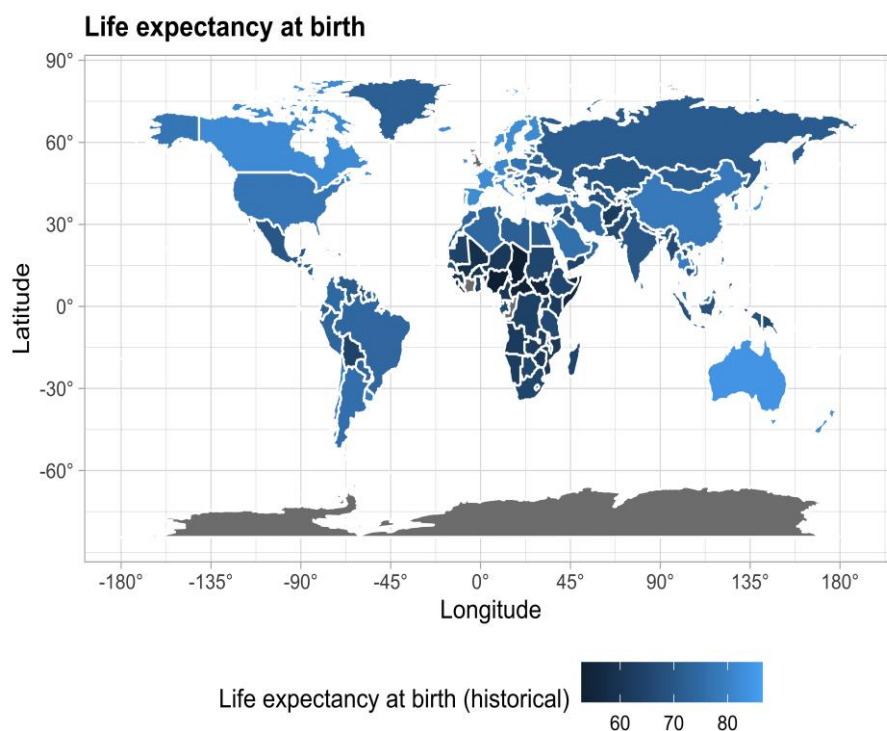 Life expectancy at birth
90°
60°
30°
0°
-30°
-60°
Latitude
-180° -135° -90° -45° 0° 45° 90° 135° 180°
Longitude
Life expectancy at birth (historical)
60 70 80